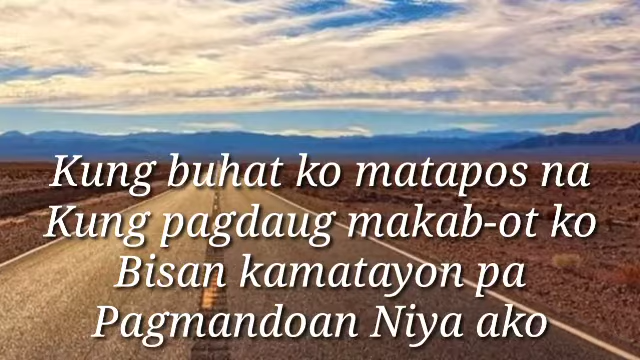 Kung buhat ko matapos na
Kung pagdaug makab-ot ko
Bisan kamatayon pa
Pagmandoan Niya ako